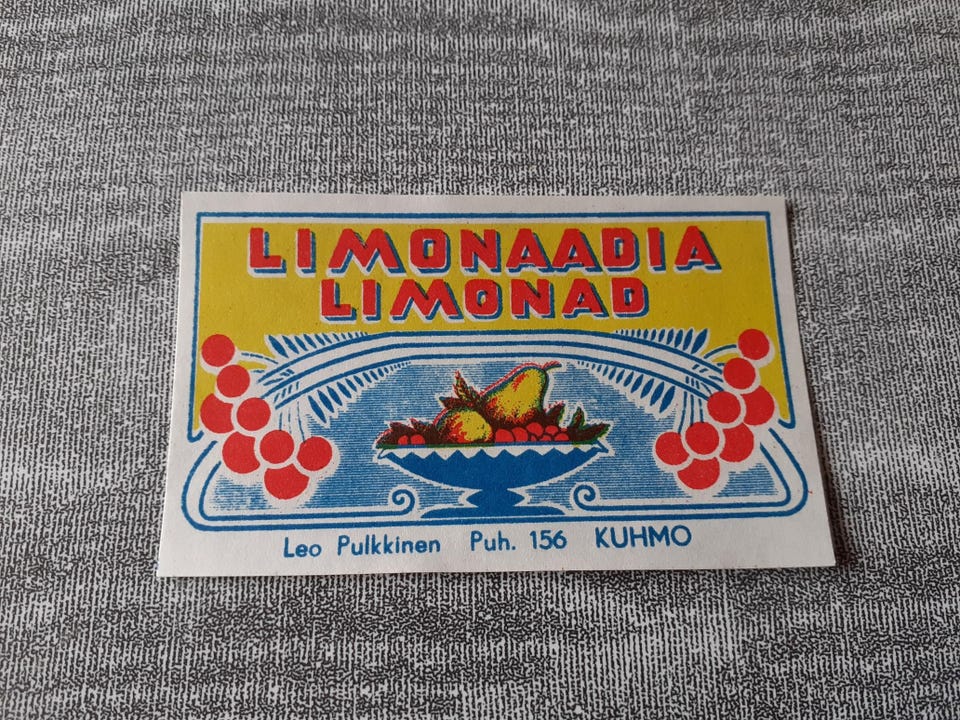 LIMONAADIA
LIMONAD
Leo Pulkkinen Puh. 156 KUHMO